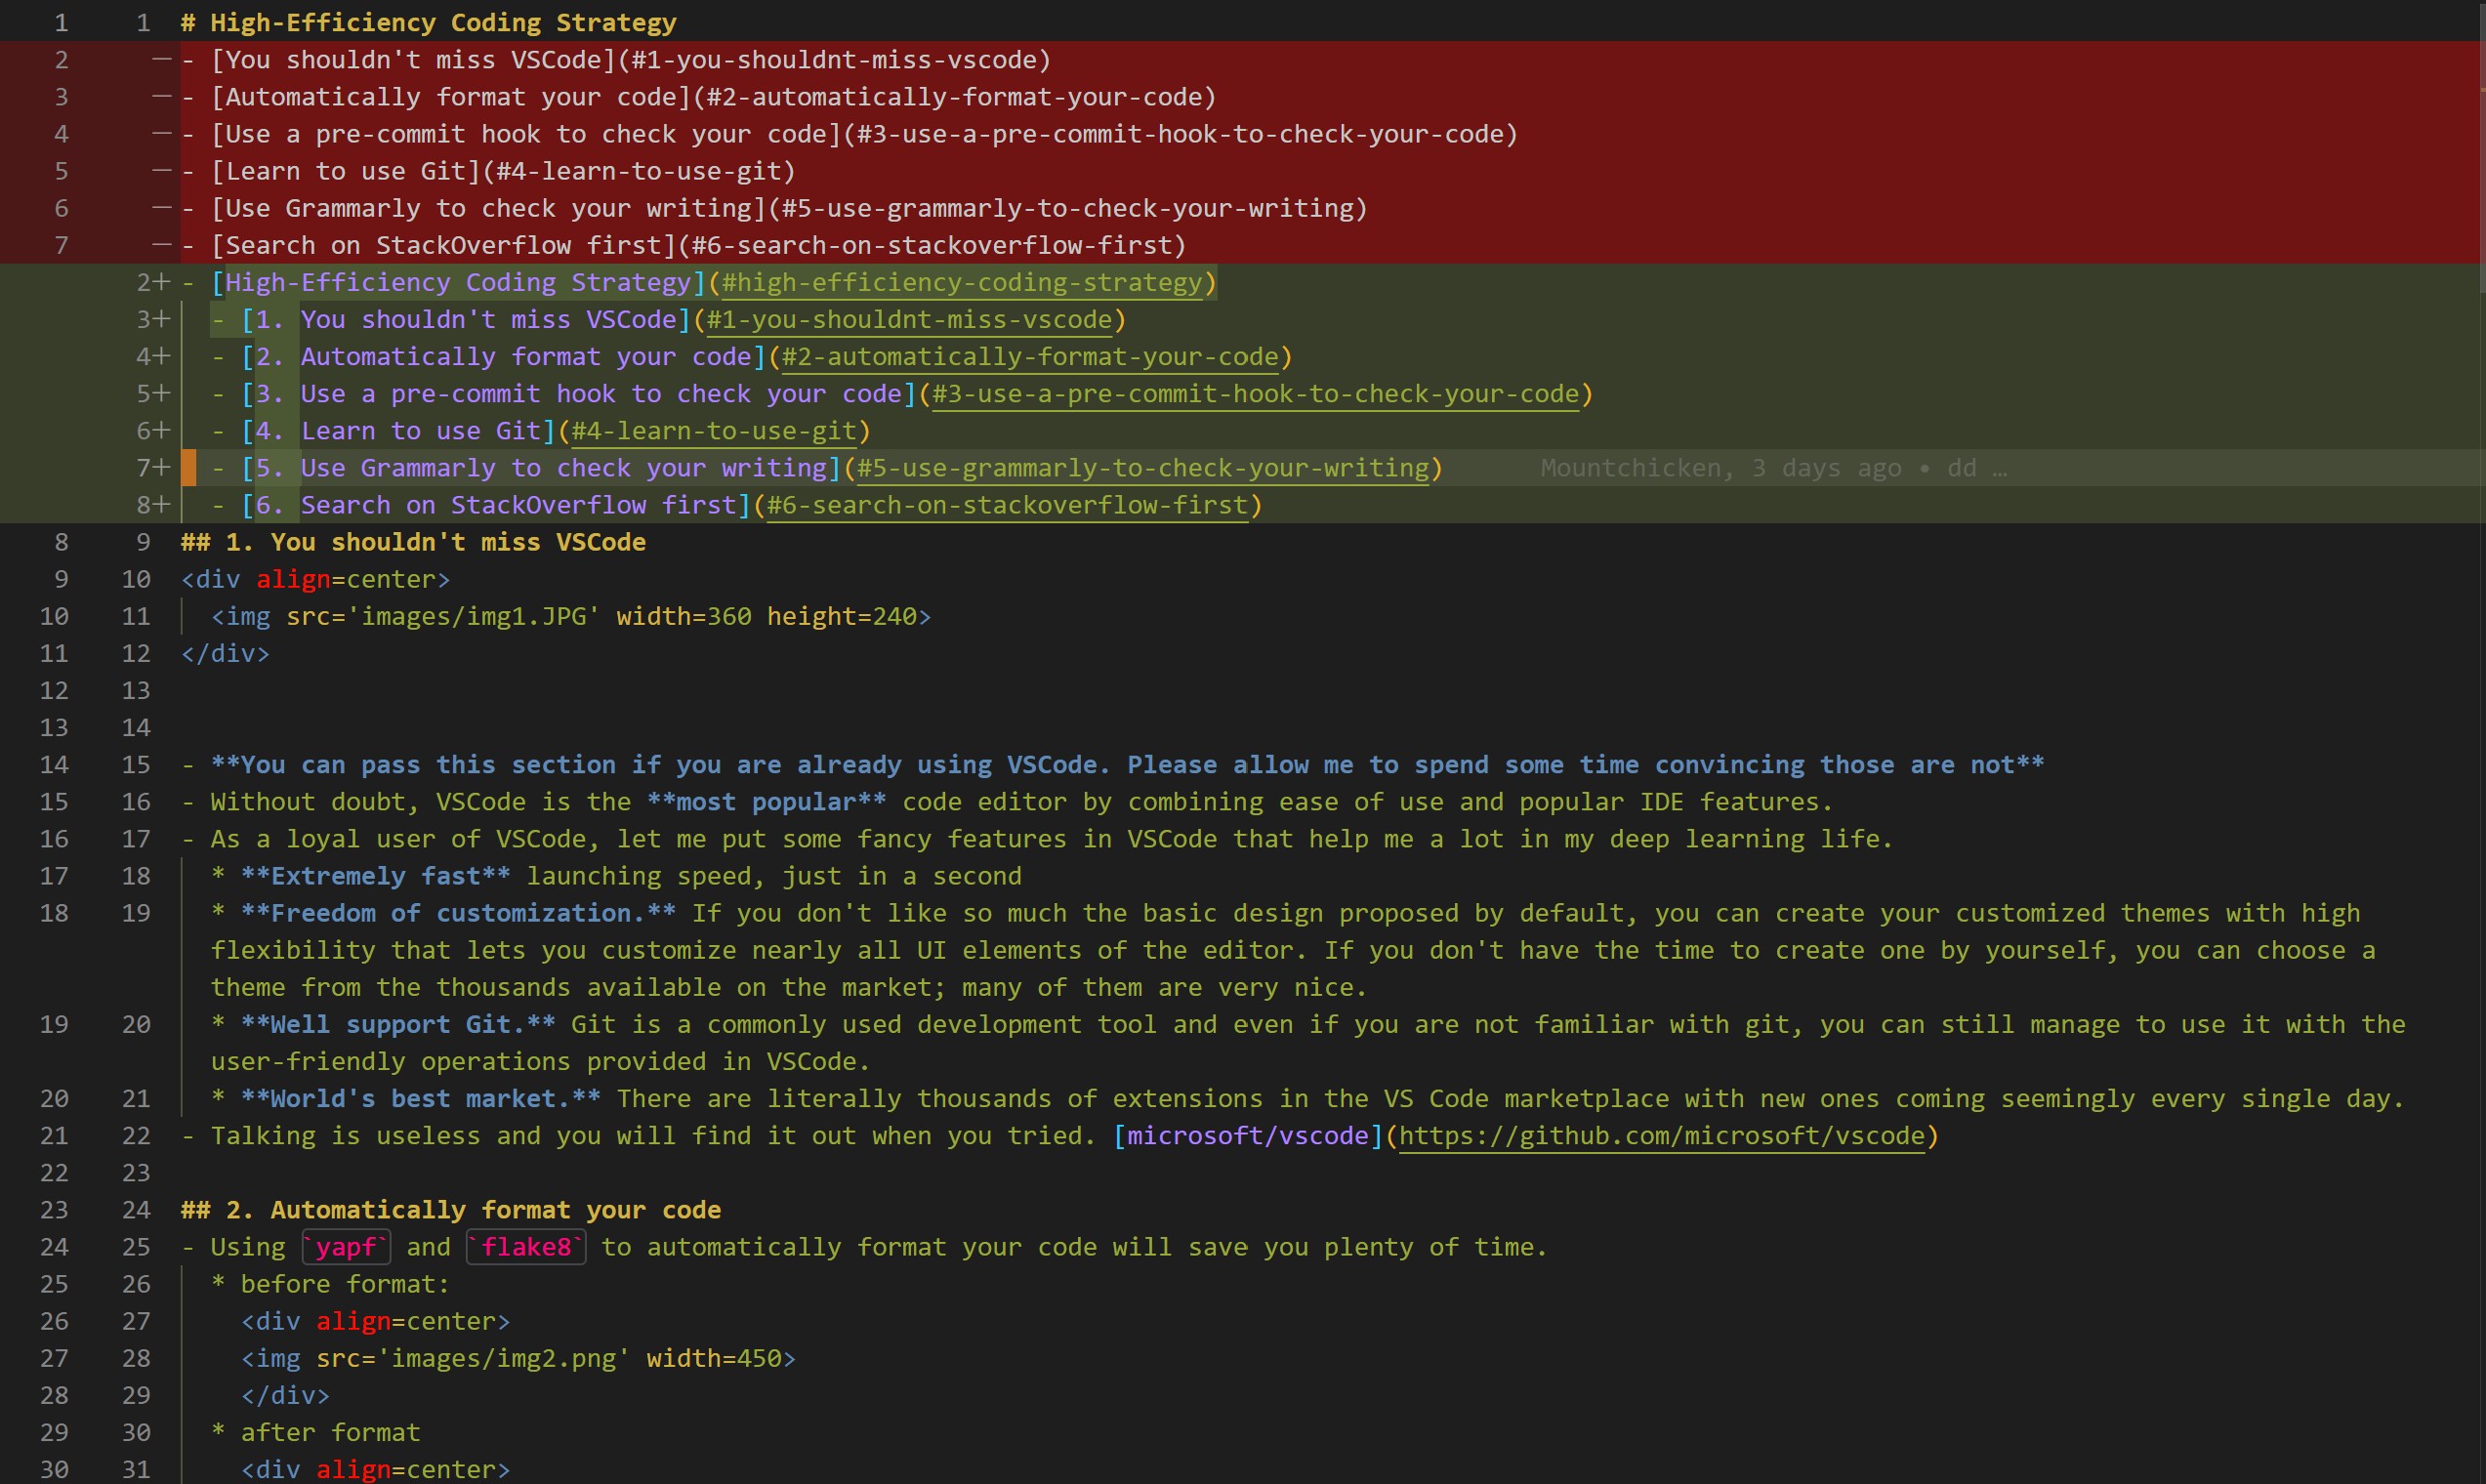 1 1 # High-Efficiency Coding Strategy
2 — - [You shouldn't miss VSCode](#1-you-shouldnt-miss-vscode)
3 — - [Automatically format your code](#2-automatically-format-your-code)
4 — - [Use a pre-commit hook to check your code](#3-use-a-pre-commit-hook-to-check-your-code)
5 — - [Learn to use Git](#4-learn-to-use-git)
6 — - [Use Grammarly to check your writing](#5-use-grammarly-to-check-your-writing)
7 — - [Search on StackOverflow first](#6-search-on-stackoverflow-first)
2+ - [High-Efficiency Coding Strategy](#high-efficiency-coding-strategy)
3+   - [1. You shouldn't miss VSCode](#1-you-shouldnt-miss-vscode)
4+   - [2. Automatically format your code](#2-automatically-format-your-code)
5+   - [3. Use a pre-commit hook to check your code](#3-use-a-pre-commit-hook-to-check-your-code)
6+   - [4. Learn to use Git](#4-learn-to-use-git)
7+   - [5. Use Grammarly to check your writing](#5-use-grammarly-to-check-your-writing) Mountchicken, 3 days ago • dd …
8+   - [6. Search on StackOverflow first](#6-search-on-stackoverflow-first)
8 9 ## 1. You shouldn't miss VSCode
9 10 <div align=center>
10 11   <img src='images/img1.JPG' width=360 height=240>
11 12 </div>
12 13
13 14
14 15 - **You can pass this section if you are already using VSCode. Please allow me to spend some time convincing those are not**
15 16 - Without doubt, VSCode is the **most popular** code editor by combining ease of use and popular IDE features.
16 17 - As a loyal user of VSCode, let me put some fancy features in VSCode that help me a lot in my deep learning life.
17 18   * **Extremely fast** launching speed, just in a second
18 19   * **Freedom of customization.** If you don't like so much the basic design proposed by default, you can create your customized themes with high
flexibility that lets you customize nearly all UI elements of the editor. If you don't have the time to create one by yourself, you can choose a
theme from the thousands available on the market; many of them are very nice.
19 20   * **Well support Git.** Git is a commonly used development tool and even if you are not familiar with git, you can still manage to use it with the
user-friendly operations provided in VSCode.
20 21   * **World's best market.** There are literally thousands of extensions in the VS Code marketplace with new ones coming seemingly every single day.
21 22 - Talking is useless and you will find it out when you tried. [microsoft/vscode](https://github.com/microsoft/vscode)
22 23
23 24 ## 2. Automatically format your code
24 25 - Using `yapf` and `flake8` to automatically format your code will save you plenty of time.
25 26   * before format:
26 27     <div align=center>
27 28     <img src='images/img2.png' width=450>
28 29     </div>
29 30   * after format
30 31     <div align=center>